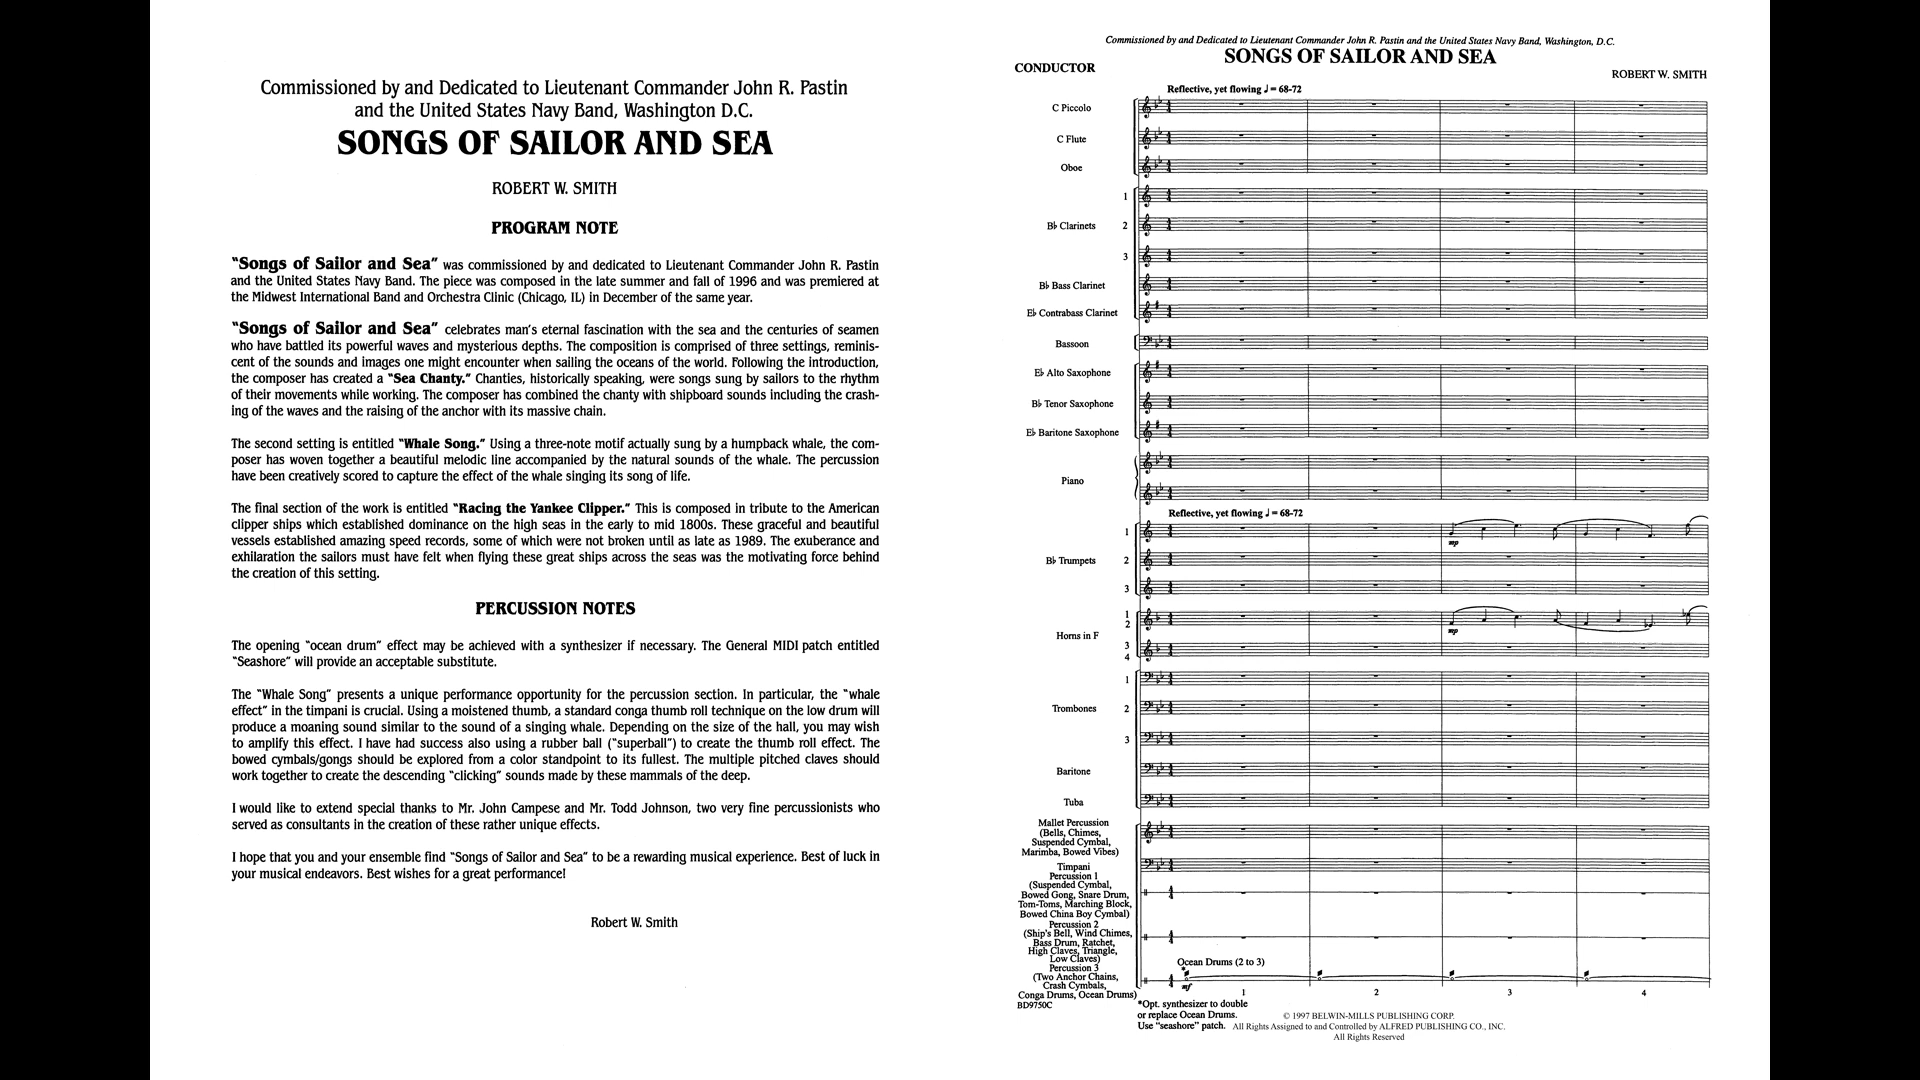 Commissioned by and Dedicated to Lieutenant Commander John R. Pastin
and the United States Navy Band, Washington D.C.
SONGS OF SAILOR AND SEA
ROBERT W. SMITH
PROGRAM NOTE
"Songs of Sailor and Sea" was commissioned by and dedicated to Lieutenant Commander John R. Pastin
and the United States Navy Band. The piece was composed in the late summer and fall of 1996 and was premiered at
the Midwest International Band and Orchestra Clinic (Chicago, IL) in December of the same year.
"Songs of Sailor and Sea" celebrates man's eternal fascination with the sea and the centuries of seamen
who have battled its powerful waves and mysterious depths. The composition is comprised of three settings, reminis-
cent of the sounds and images one might encounter when sailing the oceans of the world. Following the introduction,
the composer has created a "Sea Chanty." Chanties, historically speaking, were songs sung by sailors to the rhythm
of their movements while working. The composer has combined the chanty with shipboard sounds including the crash-
ing of the waves and the raising of the anchor with its massive chain.
The second setting is entitled "Whale Song." Using a three-note motif actually sung by a humpback whale, the com-
poser has woven together a beautiful melodic line accompanied by the natural sounds of the whale. The percussion
have been creatively scored to capture the effect of the whale singing its song of life.
The final section of the work is entitled "Racing the Yankee Clipper." This is composed in tribute to the American
clipper ships which established dominance on the high seas in the early to mid 1800s. These graceful and beautiful
vessels established amazing speed records, some of which were not broken until as late as 1989. The exuberance and
exhilaration the sailors must have felt when flying these great ships across the seas was the motivating force behind
the creation of this setting.
PERCUSSION NOTES
The opening "ocean drum" effect may be achieved with a synthesizer if necessary. The General MIDI patch entitled
"Seashore" will provide an acceptable substitute.
The "Whale Song" presents a unique performance opportunity for the percussion section. In particular, the "whale
effect" in the timpani is crucial. Using a moistened thumb, a standard conga thumb roll technique on the low drum will
produce a moaning sound similar to the sound of a singing whale. Depending on the size of the hall, you may wish
to amplify this effect. I have had success also using a rubber ball ("superball") to create the thumb roll effect. The
bowed cymbals/gongs should be explored from a color standpoint to its fullest. The multiple pitched claves should
work together to create the descending "clicking" sounds made by these mammals of the deep.
I would like to extend special thanks to Mr. John Campese and Mr. Todd Johnson, two very fine percussionists who
served as consultants in the creation of these rather unique effects.
I hope that you and your ensemble find "Songs of Sailor and Sea" to be a rewarding musical experience. Best of luck in
your musical endeavors. Best wishes for a great performance!
Robert W. Smith
Commissioned by and Dedicated to Lieutenant Commander John R. Pastin and the United States Navy Band, Washington, D.C.
SONGS OF SAILOR AND SEA
CONDUCTOR
ROBERT W. SMITH
Reflective, yet flowing ♩ = 68-72
C Piccolo
C Flute
Oboe
1
B♭ Clarinets 2
3
B♭ Bass Clarinet
E♭ Contrabass Clarinet
Bassoon
E♭ Alto Saxophone
B♭ Tenor Saxophone
E♭ Baritone Saxophone
Piano
Reflective, yet flowing ♩ = 68-72
1
mp
B♭ Trumpets 2
3
1
2
mp
Horns in F
3
4
1
Trombones 2
3
Baritone
Tuba
Mallet Percussion
(Bells, Chimes,
Suspended Cymbal,
Marimba, Bowed Vibes)
Timpani
Percussion 1
(Suspended Cymbal,
Bowed Gong, Snare Drum,
Tom-Toms, Marching Block,
Bowed China Boy Cymbal)
Percussion 2
(Ship's Bell, Wind Chimes,
Bass Drum, Ratchet,
High Claves, Triangle,
Low Claves)
Percussion 3
(Two Anchor Chains,
Crash Cymbals,
Conga Drums, Ocean Drums)
Ocean Drums (2 to 3)
*
mf
1 2 3 4
BD9750C
*Opt. synthesizer to double
or replace Ocean Drums.
Use "seashore" patch.
© 1997 BELWIN-MILLS PUBLISHING CORP.
All Rights Assigned to and Controlled by ALFRED PUBLISHING CO., INC.
All Rights Reserved